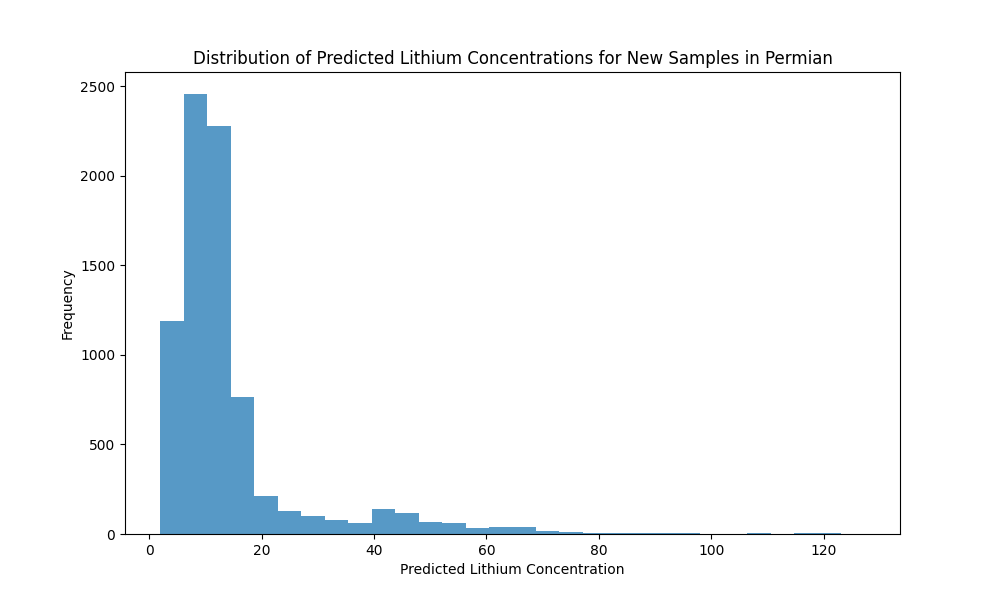 Distribution of Predicted Lithium Concentrations for New Samples in Permian
2500
2000
1500
1000
500
0
Frequency
0 20 40 60 80 100 120
Predicted Lithium Concentration